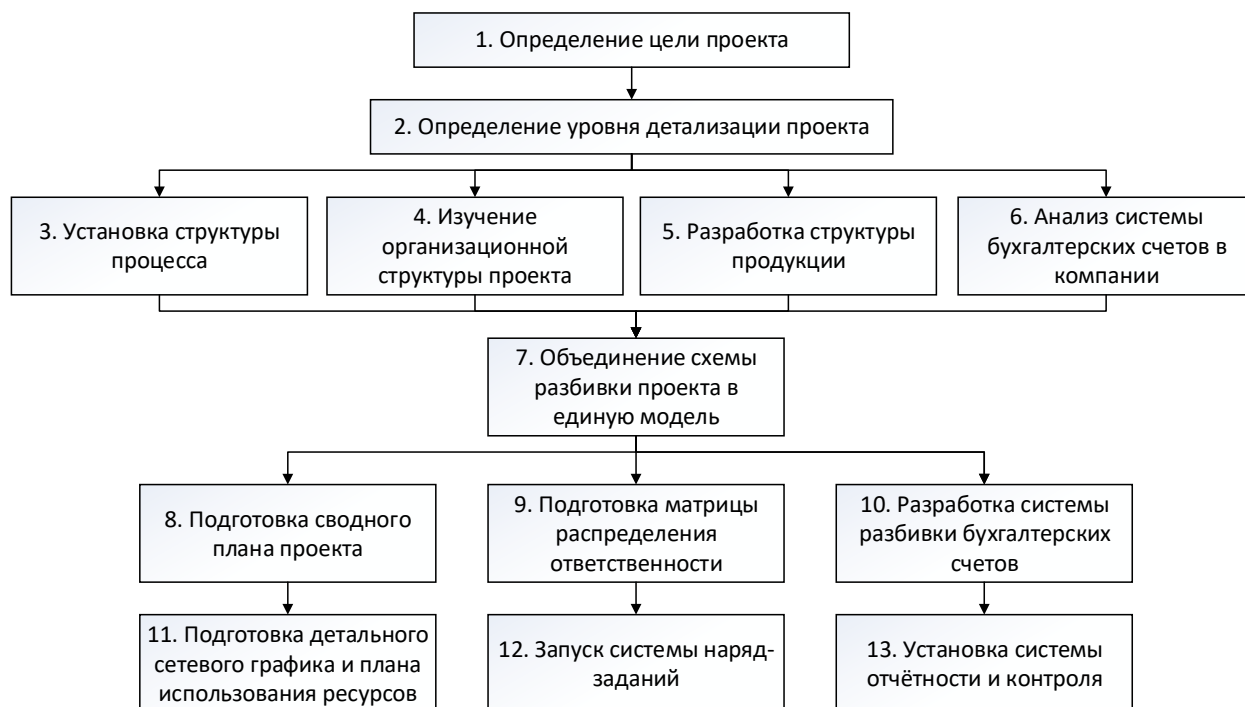 1. Определение цели проекта
2. Определение уровня детализации проекта
3. Установка структуры
процесса
4. Изучение
организационной
структуры проекта
5. Разработка структуры
продукции
6. Анализ системы
бухгалтерских счетов в
компании
7. Объединение схемы
разбивки проекта в
единую модель
8. Подготовка сводного
плана проекта
9. Подготовка матрицы
распределения
ответственности
10. Разработка системы
разбивки бухгалтерских
счетов
11. Подготовка детального
сетевого графика и плана
использования ресурсов
12. Запуск системы наряд-
заданий
13. Установка системы
отчётности и контроля